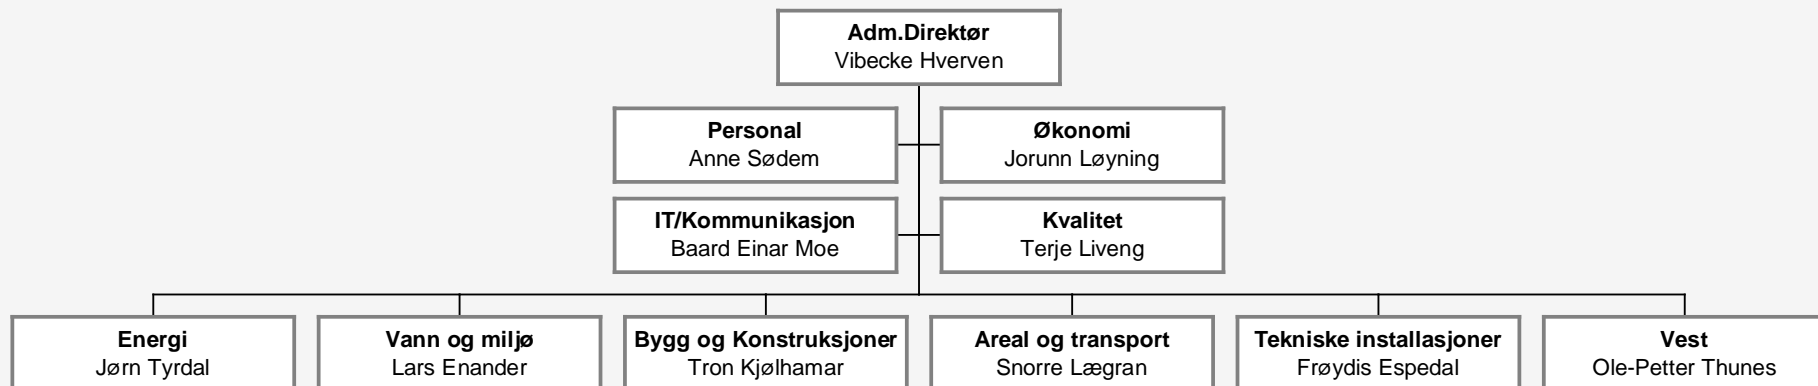 Adm.Direktør
Vibecke Hverven
Personal
Anne Sødem
Økonomi
Jorunn Løyning
IT/Kommunikasjon
Baard Einar Moe
Kvalitet
Terje Liveng
Energi
Jørn Tyrdal
Vann og miljø
Lars Enander
Bygg og Konstruksjoner
Tron Kjølhamar
Areal og transport
Snorre Lægran
Tekniske installasjoner
Frøydis Espedal
Vest
Ole-Petter Thunes